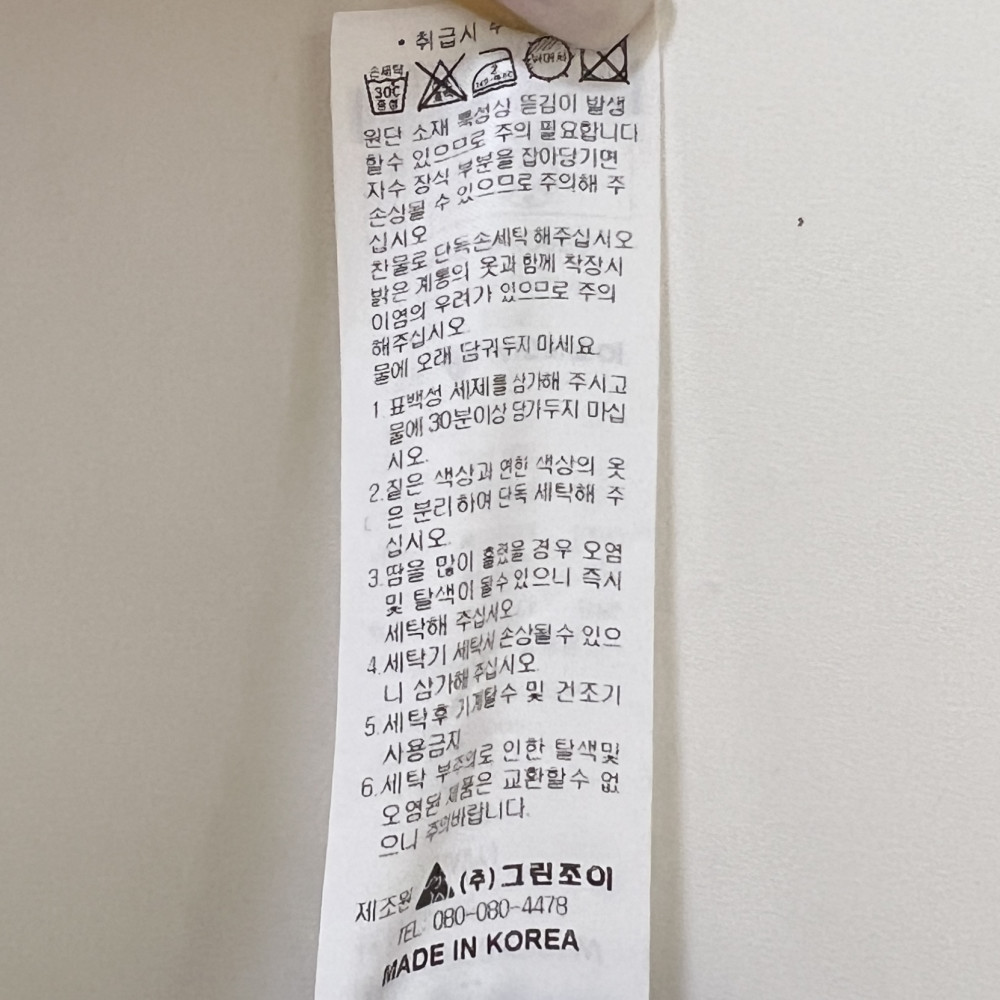 • 취급시 주
손세탁
30℃
중성
원단 소재 특성상 뜯김이 발생
할수 있으므로 주의 필요합니다
자수 장식 부분을 잡아당기면
손상될 수 있으므로 주의해 주
십시오
찬물로 단독손세탁 해주십시오
밝은 계통의 옷과 함께 착장시
이염의 우려가 있으므로 주의
해주십시오
물에 오래 담궈두지 마세요
1. 표백성 세제를 삼가해 주시고
물에 30분이상 담가두지 마십
시오.
2. 짙은 색상과 연한 색상의 옷
은 분리하여 단독 세탁해 주
십시오.
3. 땀을 많이 흘렸을 경우 오염
및 탈색이 될수있으니 즉시
세탁해 주십시오
4. 세탁기 세탁시 손상될수 있으
니 삼가해 주십시오
5. 세탁후 기계탈수 및 건조기
사용금지
6. 세탁 부주의로 인한 탈색및
오염된 제품은 교환할수 없
으니 주의바랍니다.
제조원 (주)그린조이
TEL: 080-080-4478
MADE IN KOREA